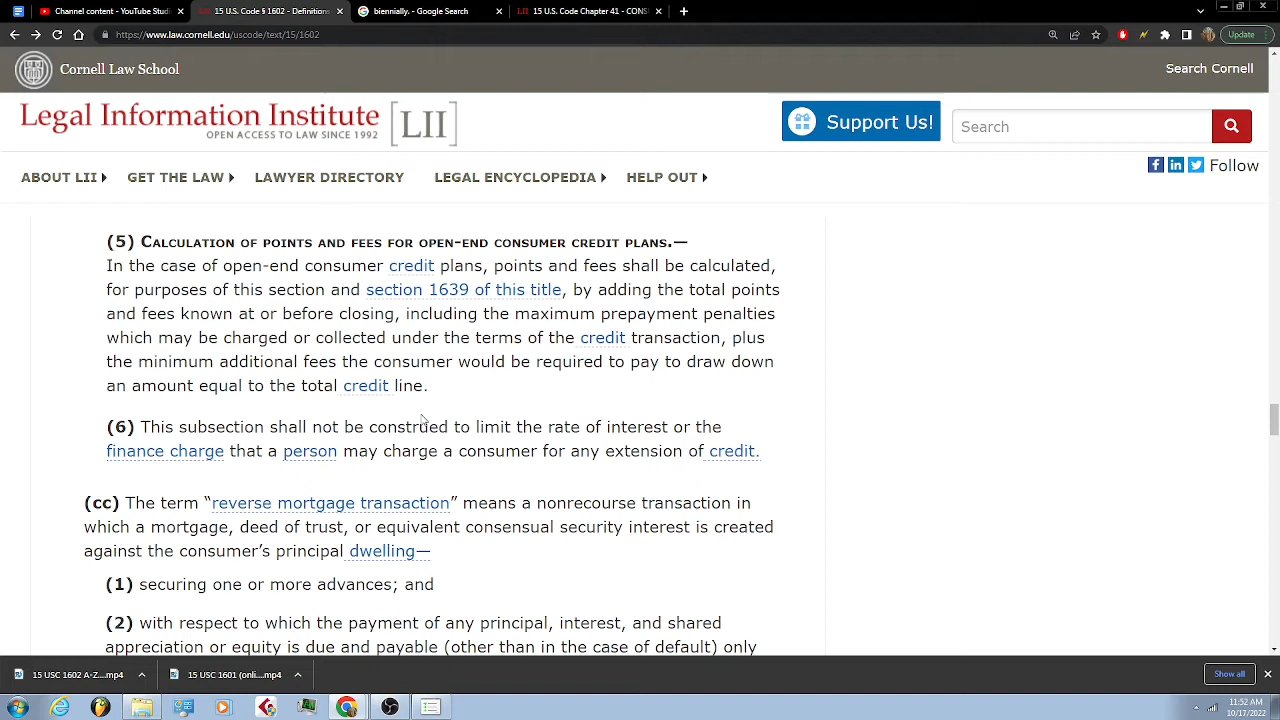 Channel content - YouTube Studi
15 U.S. Code § 1602 - Definitions
biennially. - Google Search
15 U.S. Code Chapter 41 - CONS
https://www.law.cornell.edu/uscode/text/15/1602
Update
Cornell Law School
Search Cornell
Legal Information Institute [LII]
OPEN ACCESS TO LAW SINCE 1992
Support Us!
Search
ABOUT LII GET THE LAW LAWYER DIRECTORY LEGAL ENCYCLOPEDIA HELP OUT
Follow
(5) CALCULATION OF POINTS AND FEES FOR OPEN-END CONSUMER CREDIT PLANS.—
In the case of open-end consumer credit plans, points and fees shall be calculated,
for purposes of this section and section 1639 of this title, by adding the total points
and fees known at or before closing, including the maximum prepayment penalties
which may be charged or collected under the terms of the credit transaction, plus
the minimum additional fees the consumer would be required to pay to draw down
an amount equal to the total credit line.
(6) This subsection shall not be construed to limit the rate of interest or the
finance charge that a person may charge a consumer for any extension of credit.
(cc) The term “reverse mortgage transaction” means a nonrecourse transaction in
which a mortgage, deed of trust, or equivalent consensual security interest is created
against the consumer’s principal dwelling—
(1) securing one or more advances; and
(2) with respect to which the payment of any principal, interest, and shared
appreciation or equity is due and payable (other than in the case of default) only
15 USC 1602 A-Z....mp4
15 USC 1601 (onli....mp4
Show all
11:52 AM
10/17/2022